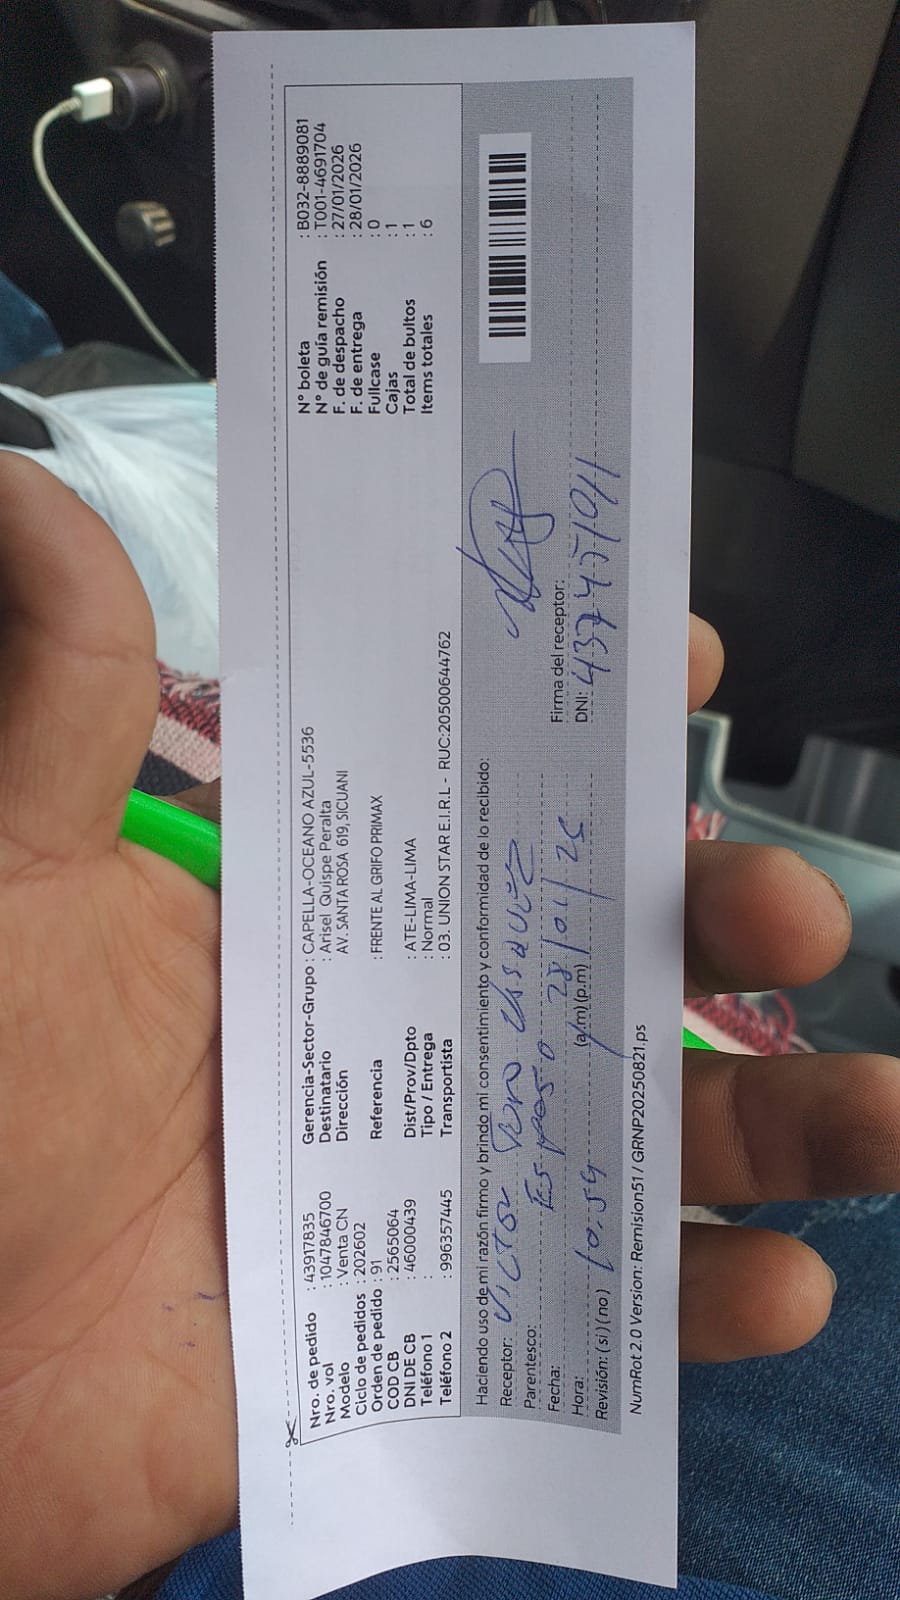 Nro. de pedido : 43917835
Nro. vol : 1047846700
Modelo : Venta CN
Ciclo de pedidos : 202602
Orden de pedido : 91
COD CB : 2565064
DNI DE CB : 46000439
Teléfono 1 :
Teléfono 2 : 996357445
Gerencia-Sector-Grupo : CAPELLA-OCEANO AZUL-5536
Destinatario : Arisel Quispe Peralta
Dirección AV. SANTA ROSA 619, SICUANI
Referencia : FRENTE AL GRIFO PRIMAX
Dist/Prov/Dpto : ATE-LIMA-LIMA
Tipo / Entrega : Normal
Transportista : 03. UNION STAR E.I.R.L - RUC:20500644762
N° boleta : B032-8889081
N° de guía remisión : T001-4691704
F. de despacho : 27/01/2026
F. de entrega : 28/01/2026
Fullcase : 0
Cajas : 1
Total de bultos : 1
Items totales : 6
Haciendo uso de mi razón firmo y brindo mi consentimiento y conformidad de lo recibido:
Receptor: Victor Toro
Parentesco: Esposo
Fecha: 28/01/26
Hora: 10:54 (a/m) (p.m)
Revisión: (si) (no)
Firma del receptor:
DNI:
NumRot 2.0 Version: Remision51 / GRNP20250821.ps